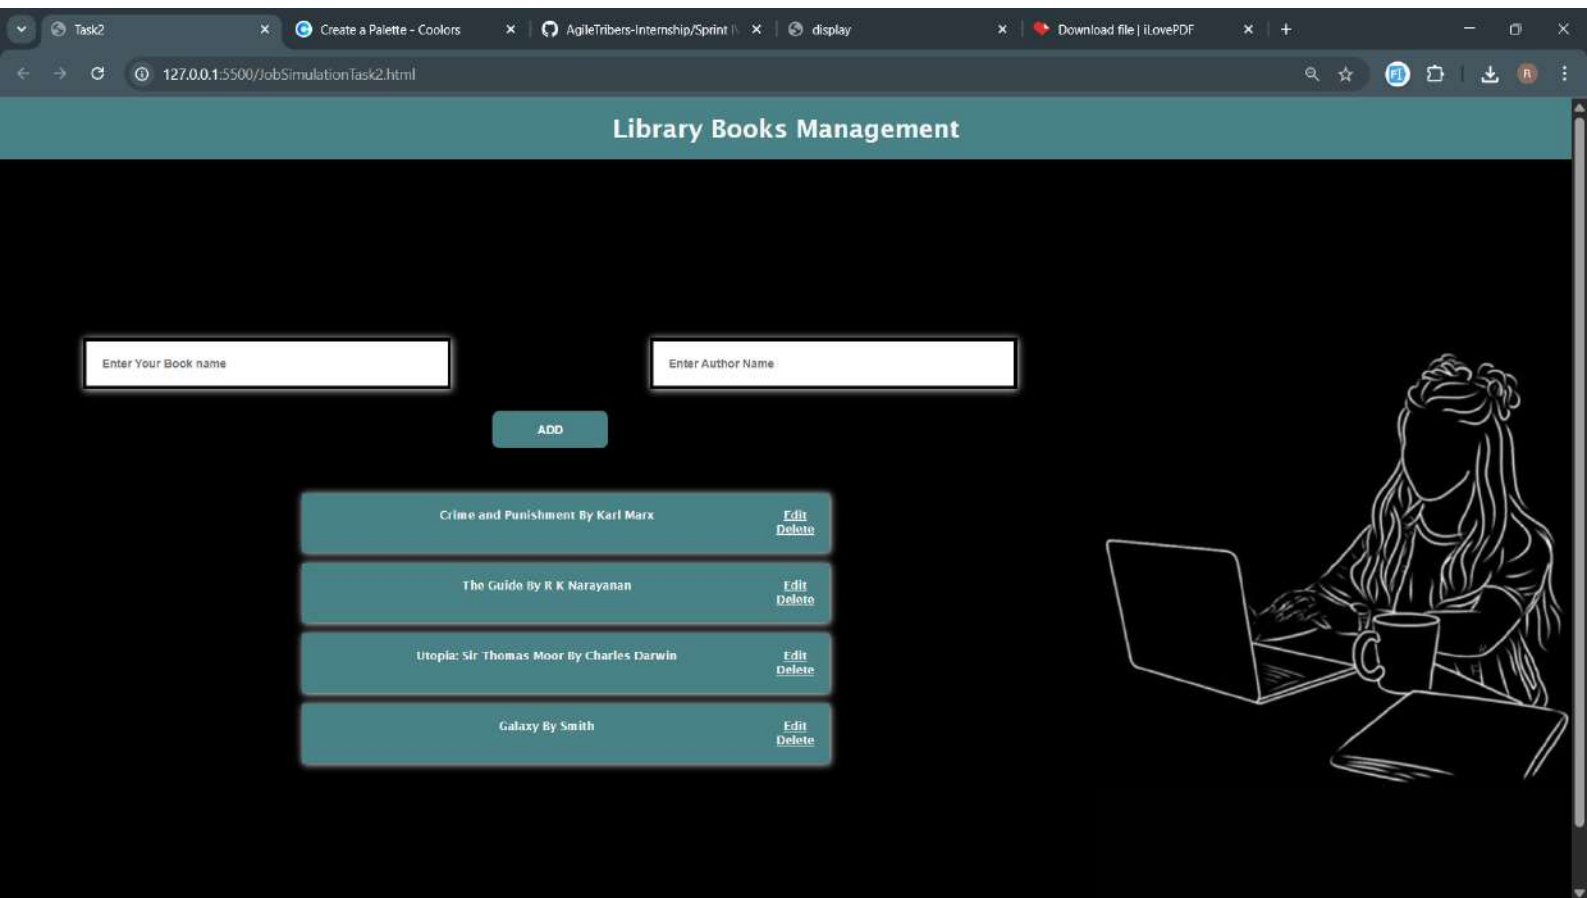 Task2
Create a Palette - Coolors
AgileTribers-Internship/Sprint
display
Download file | iLovePDF
127.0.0.1:5500/JobSimulationTask2.html
R
Library Books Management
Enter Your Book name
Enter Author Name
ADD
Crime and Punishment By Karl Marx
Edit
Delete
The Guide By R K Narayanan
Edit
Delete
Utopia: Sir Thomas Moor By Charles Darwin
Edit
Delete
Galaxy By Smith
Edit
Delete